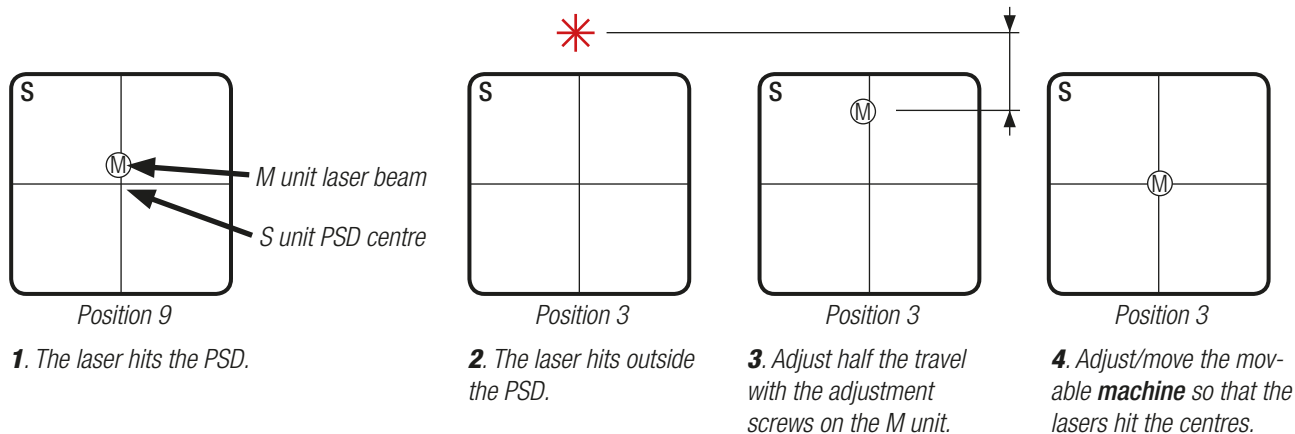 S
M
M unit laser beam
S unit PSD centre
Position 9
1. The laser hits the PSD.
S
Position 3
2. The laser hits outside
the PSD.
S
M
Position 3
3. Adjust half the travel
with the adjustment
screws on the M unit.
S
M
Position 3
4. Adjust/move the mov-
able machine so that the
lasers hit the centres.